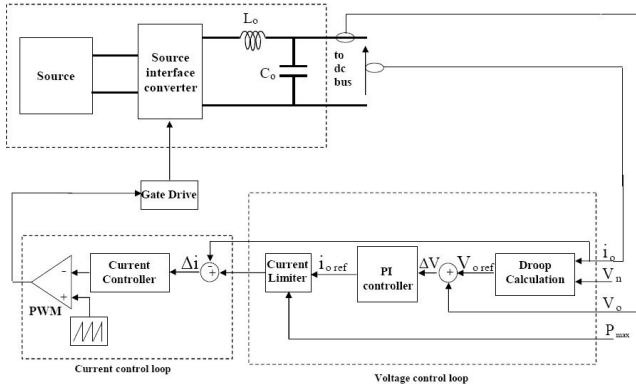 Source
Source
interface
converter
Lo
Co
to
dc
bus
Gate Drive
Current
Controller
Δi
Current
Limiter
io ref
PI
controller
ΔV
Vo ref
Droop
Calculation
io
Vn
Vo
Pmax
PWM
-
+
-
+
+
-
Current control loop
Voltage control loop